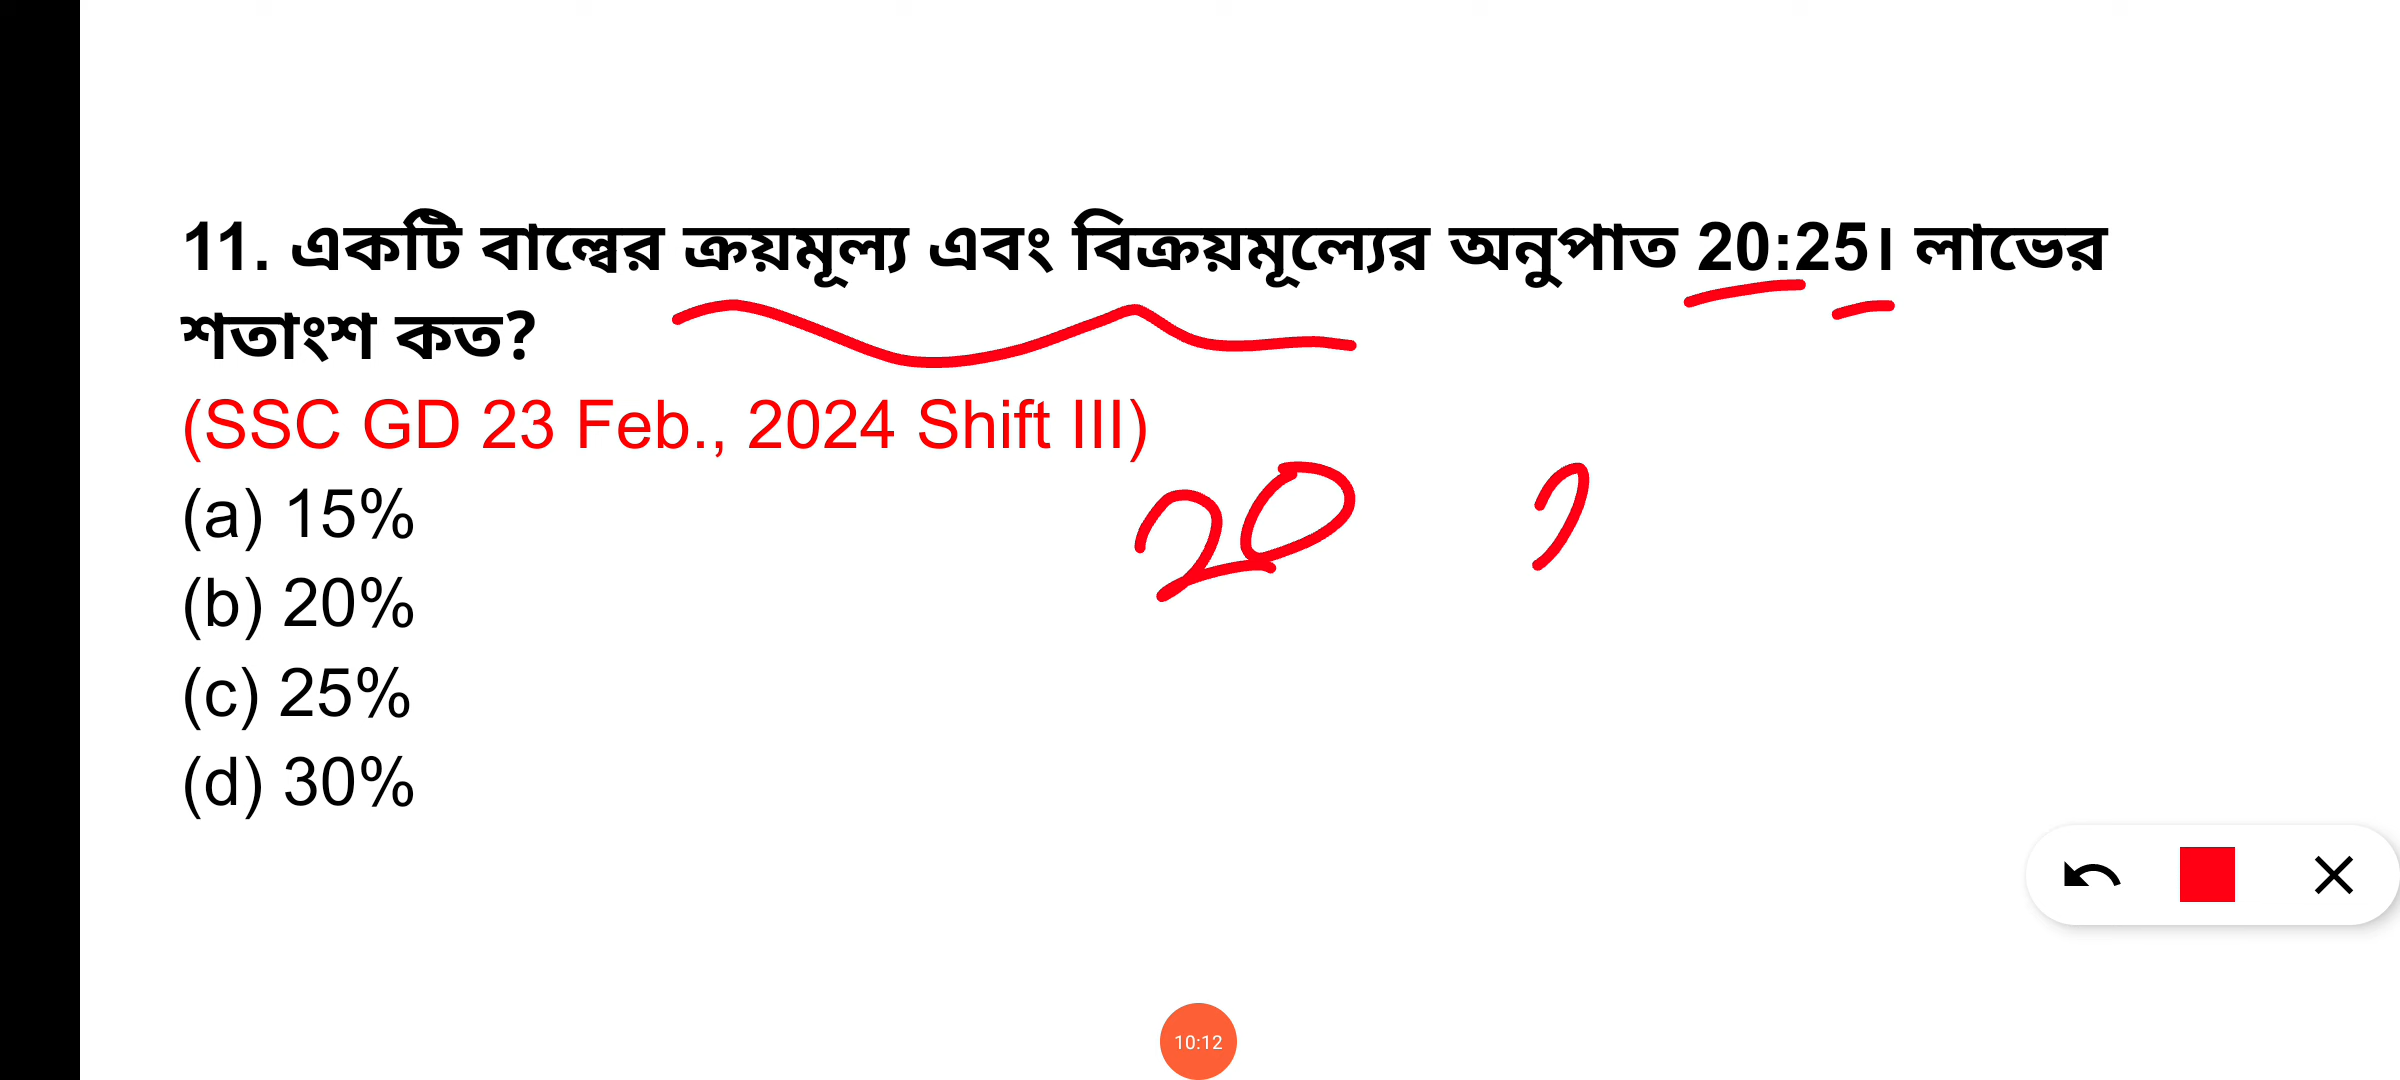 11. একটি বাল্বের ক্রয়মূল্য এবং বিক্রয়মূল্যের অনুপাত 20:25। লাভের
শতাংশ কত?
(SSC GD 23 Feb., 2024 Shift III)
20 2
(a) 15%
(b) 20%
(c) 25%
(d) 30%
10:12